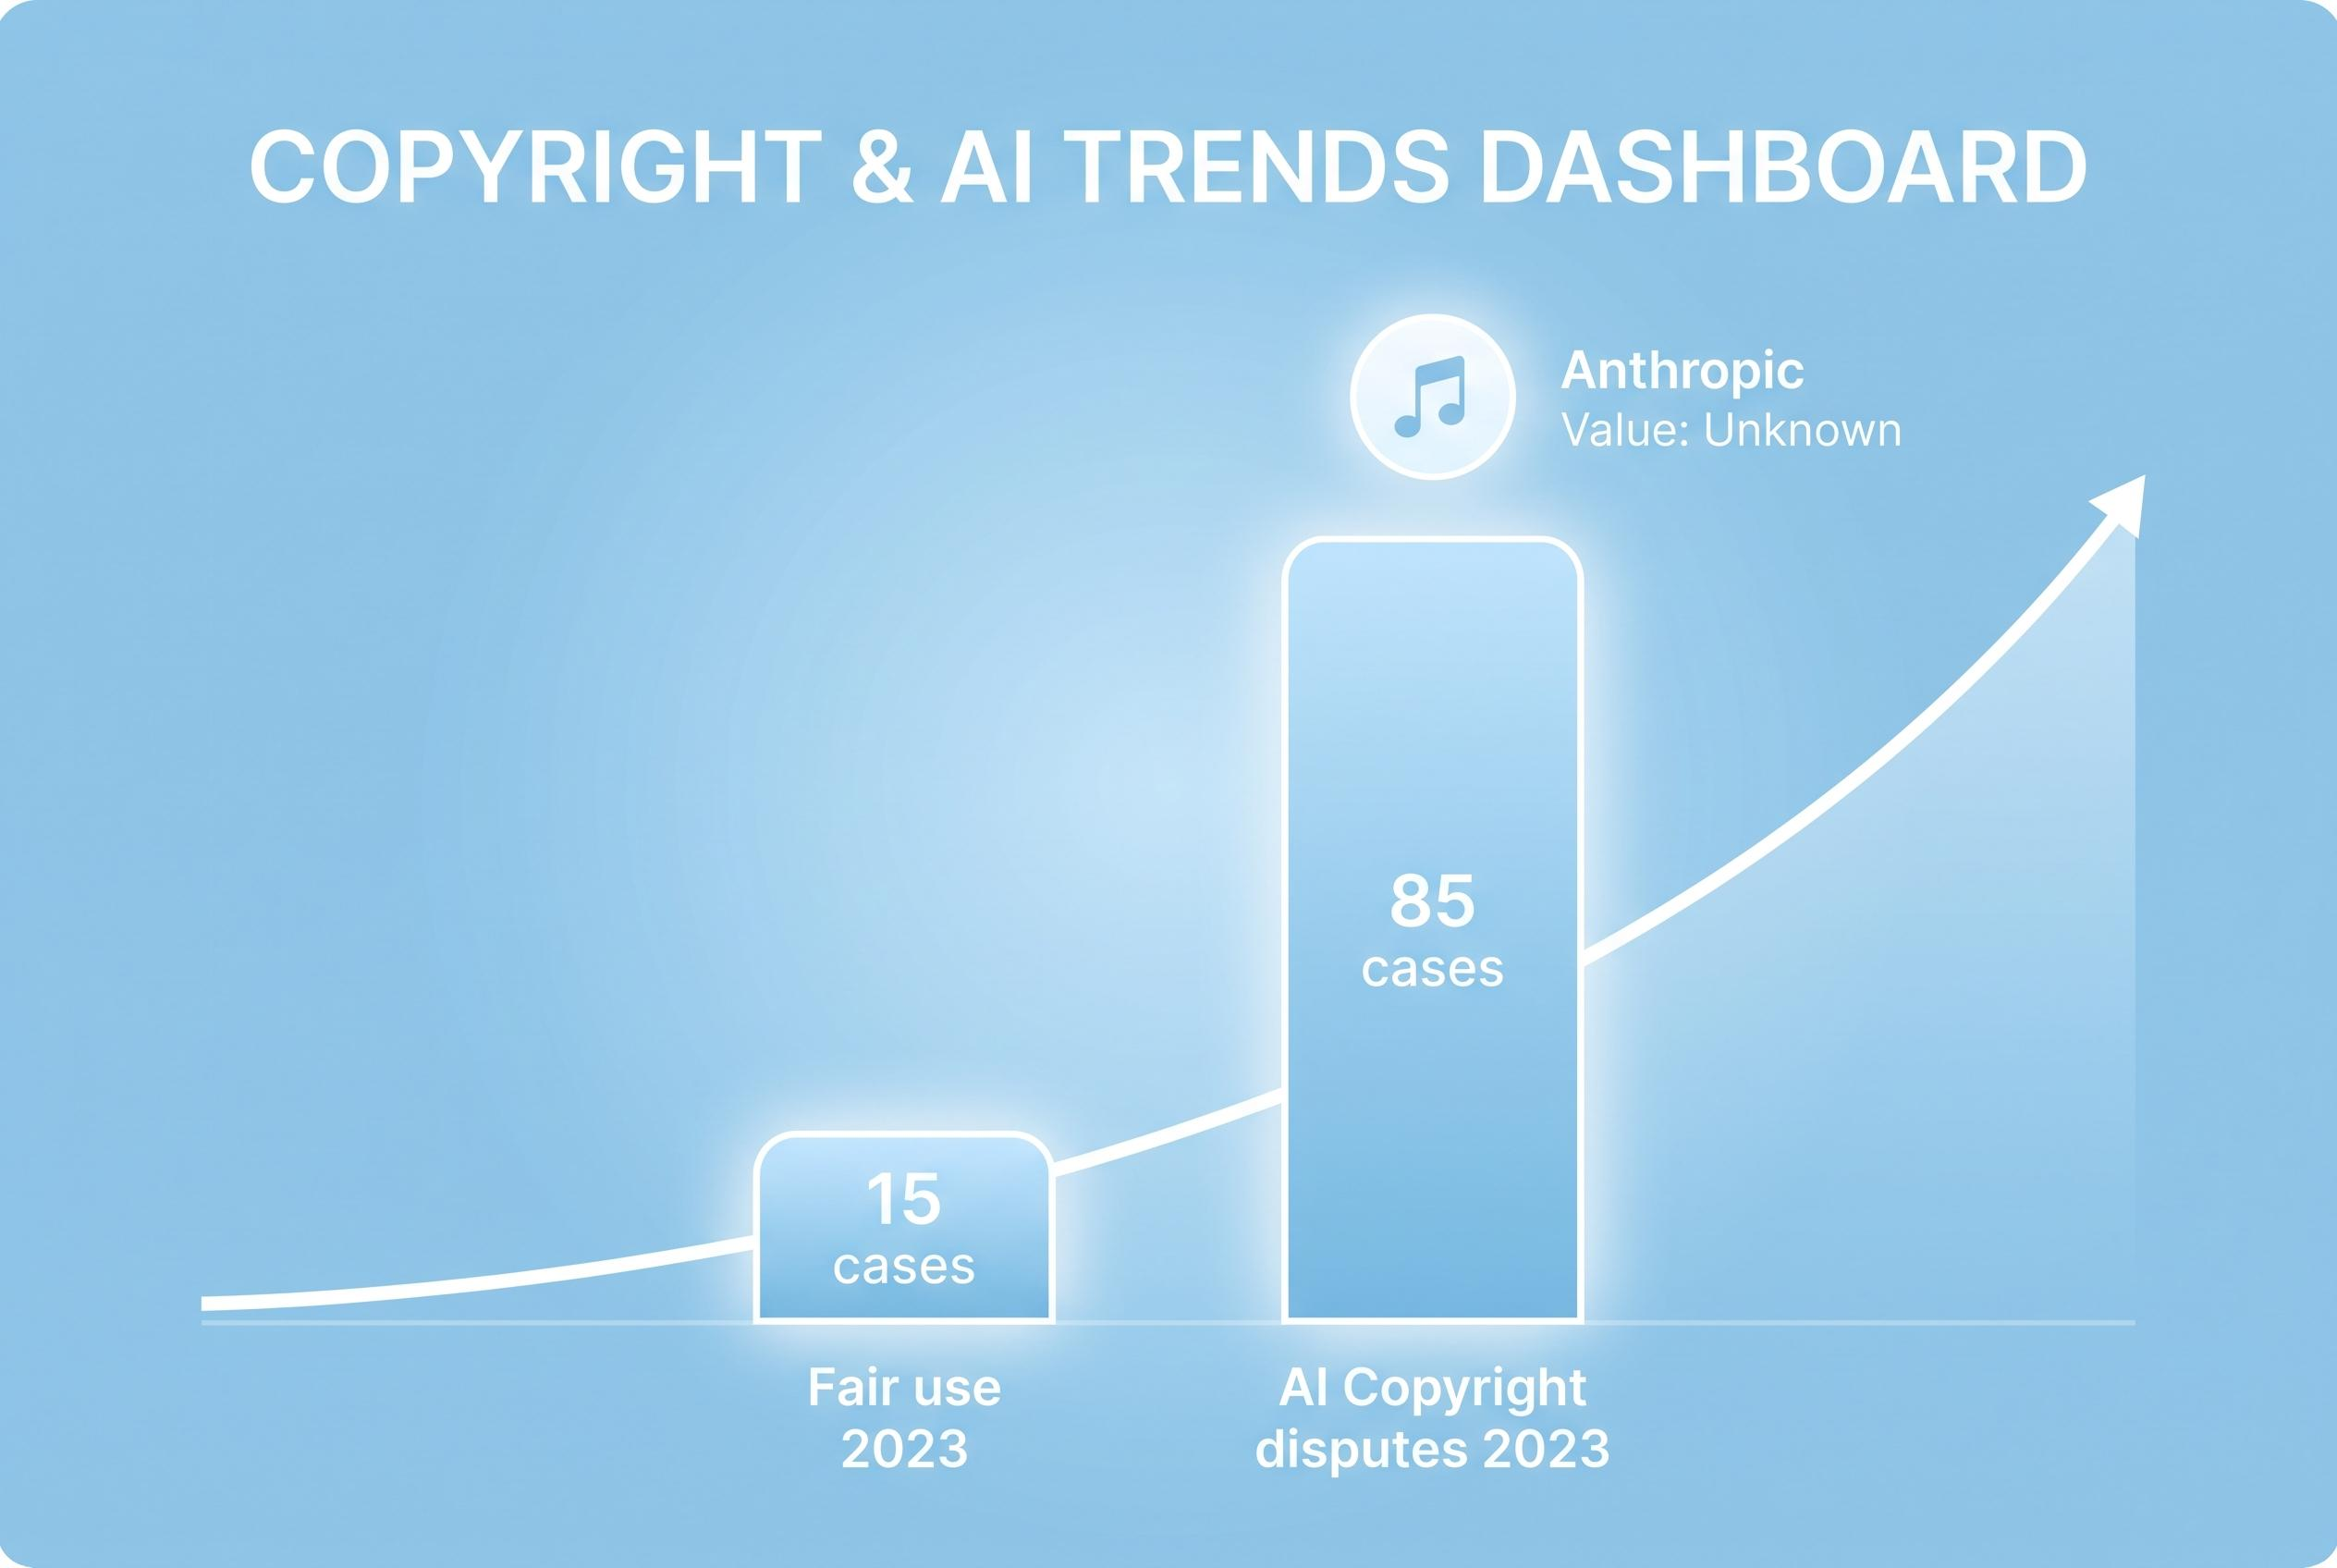 COPYRIGHT & AI TRENDS DASHBOARD
Anthropic
Value: Unknown
85
cases
15
cases
Fair use
2023
AI Copyright
disputes 2023